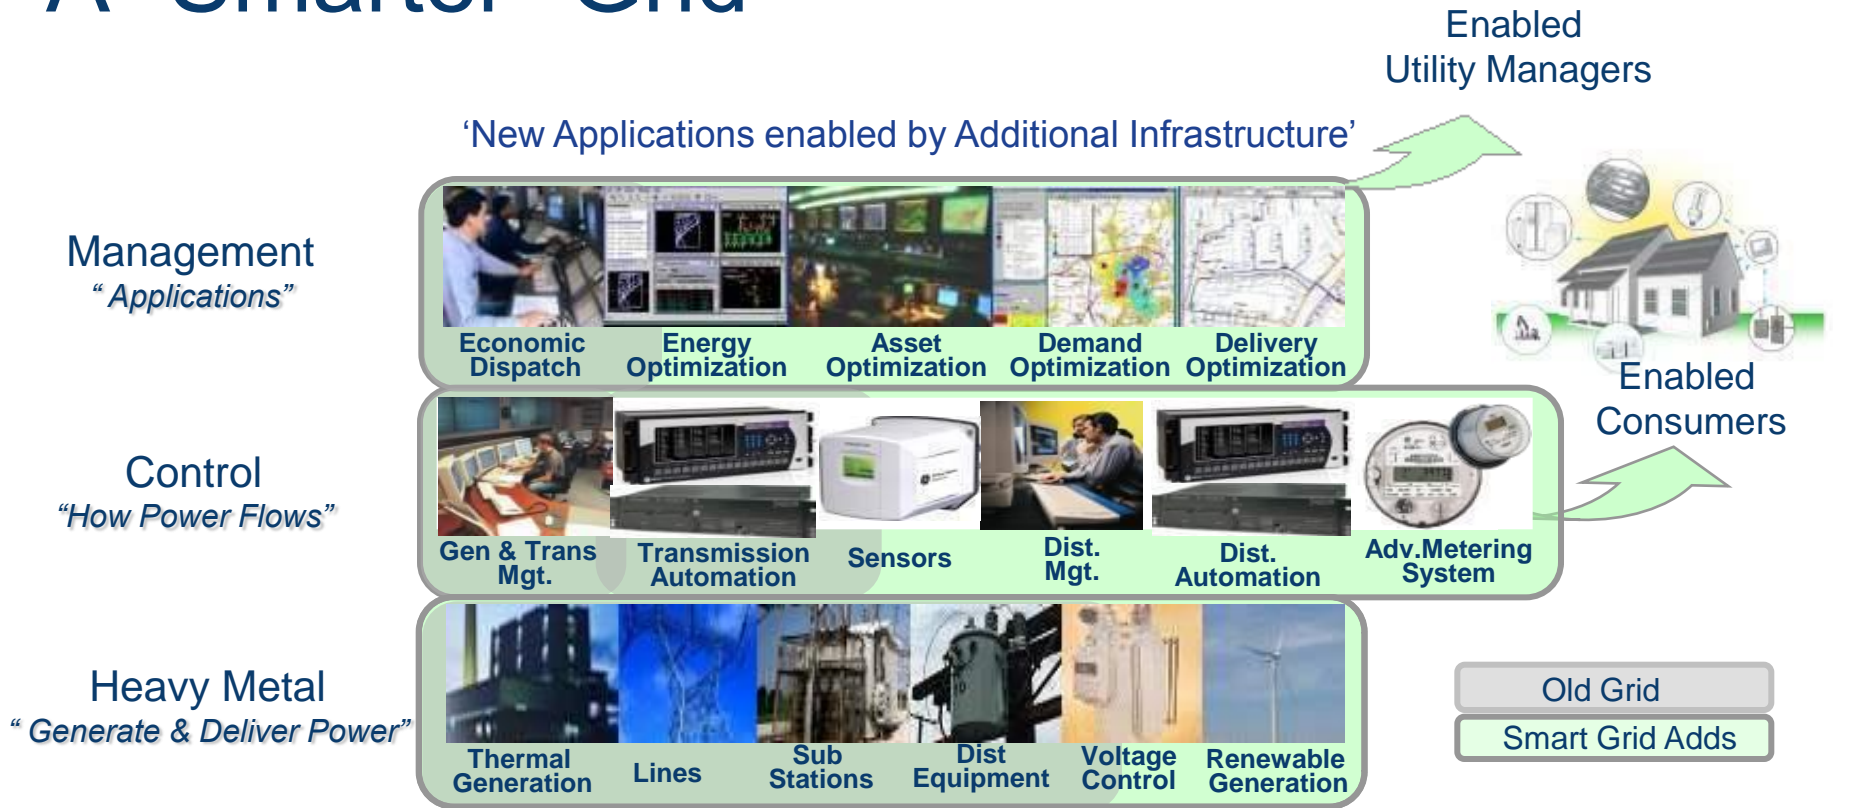 A "Smarter" Grid
Enabled
Utility Managers
‘New Applications enabled by Additional Infrastructure’
Management
“ Applications”
Economic
Dispatch
Energy
Optimization
Asset
Optimization
Demand
Optimization
Delivery
Optimization
Enabled
Consumers
Control
“How Power Flows”
Gen & Trans
Mgt.
Transmission
Automation
Sensors
Dist.
Mgt.
Dist.
Automation
Adv.Metering
System
Heavy Metal
“ Generate & Deliver Power”
Thermal
Generation
Lines
Sub
Stations
Dist
Equipment
Voltage
Control
Renewable
Generation
Old Grid
Smart Grid Adds